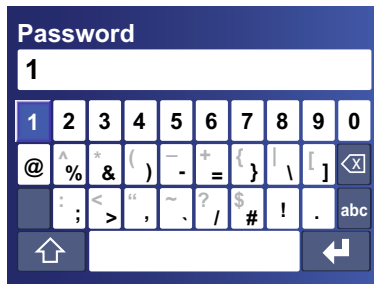 Password
1
1 2 3 4 5 6 7 8 9 0
@ ^ % * & ( ) _ - + = { } | \ [ ]
: ; < > “ , ~ ` ? / $ # ! . abc